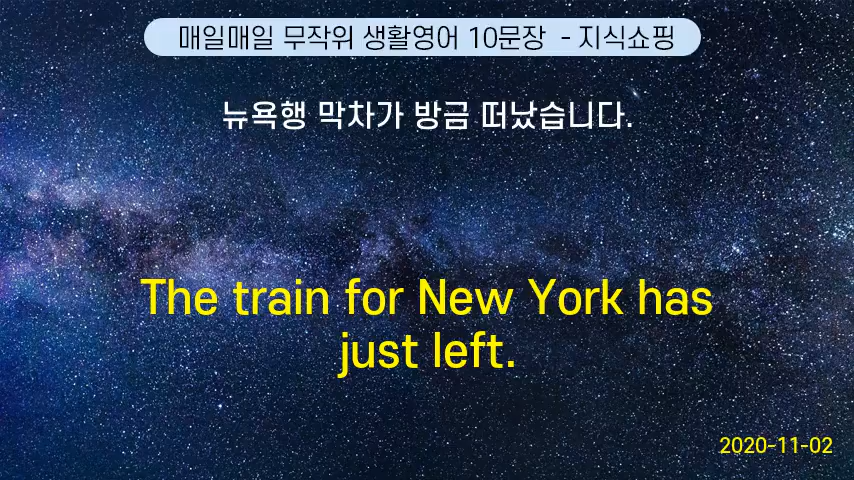 매일매일 무작위 생활영어 10문장 - 지식쇼핑
뉴욕행 막차가 방금 떠났습니다.
The train for New York has
just left.
2020-11-02